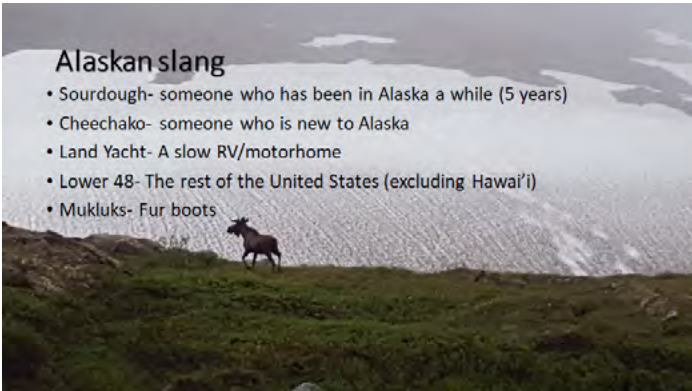 Alaskan slang
• Sourdough- someone who has been in Alaska a while (5 years)
• Cheechako- someone who is new to Alaska
• Land Yacht- A slow RV/motorhome
• Lower 48- The rest of the United States (excluding Hawai’i)
• Mukluks- Fur boots